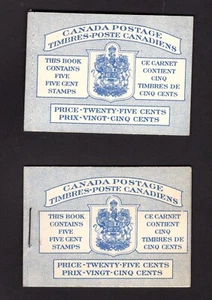 CANADA POSTAGE
TIMBRES-POSTE CANADIENS
THIS BOOK
CONTAINS
FIVE
FIVE CENT
STAMPS
CE CARNET
CONTIENT
CINQ
TIMBRES DE
CINQ CENTS
PRICE-TWENTY-FIVE CENTS
PRIX-VINGT-CINQ CENTS
CANADA POSTAGE
TIMBRES-POSTE CANADIENS
THIS BOOK
CONTAINS
FIVE
FIVE CENT
STAMPS
CE CARNET
CONTIENT
CINQ
TIMBRES DE
CINQ CENTS
PRICE-TWENTY-FIVE CENTS
PRIX-VINGT-CINQ CENTS